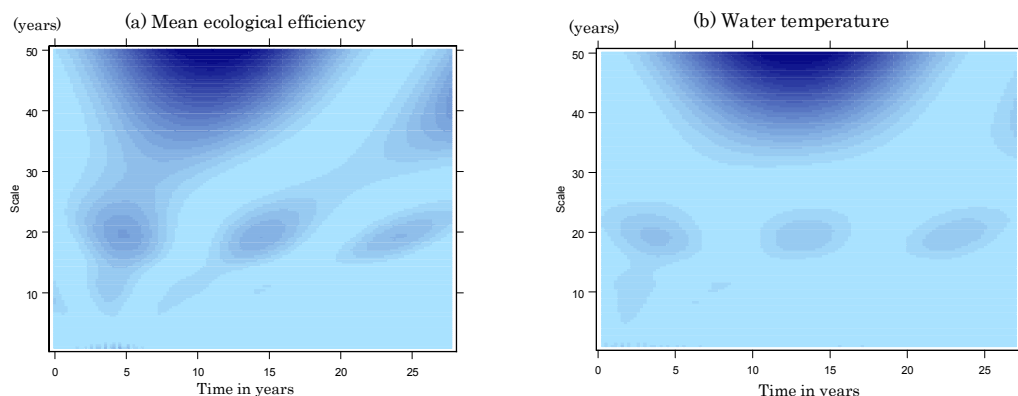 (years) (a) Mean ecological efficiency
50
40
30
20
10
Scale
0 5 10 15 20 25
Time in years
(years) (b) Water temperature
50
40
30
20
10
Scale
0 5 10 15 20 25
Time in years